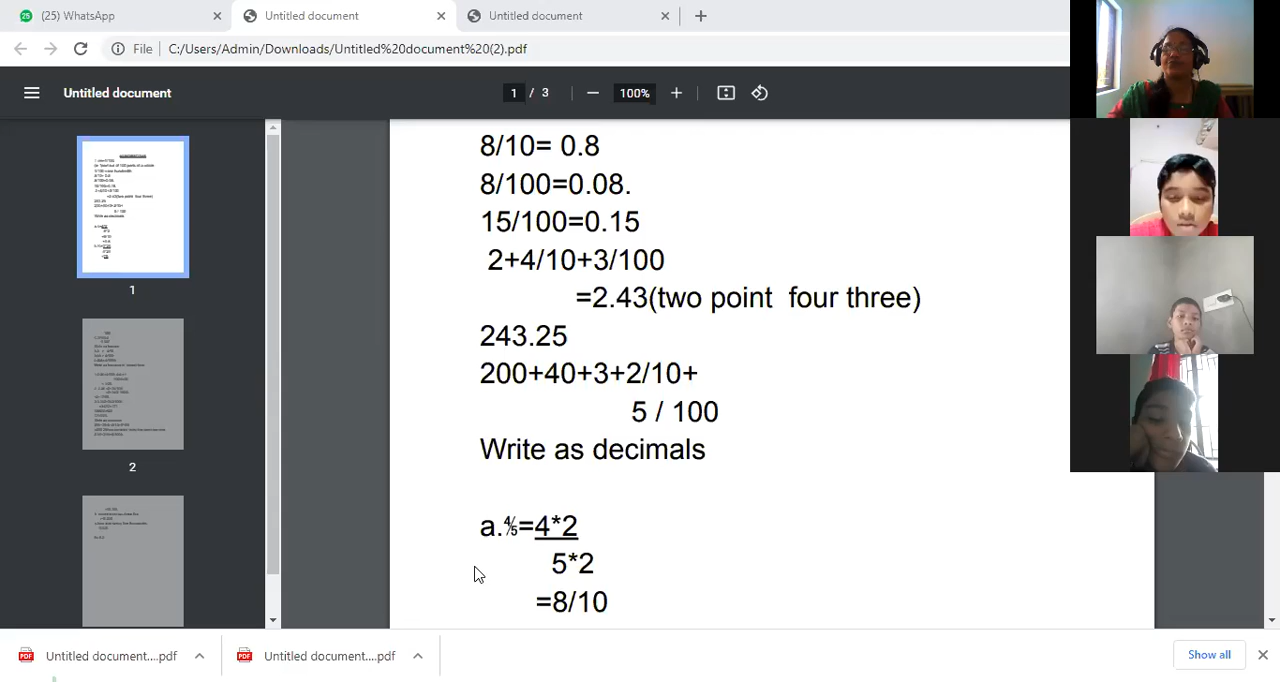 (25) WhatsApp
Untitled document
Untitled document
File
C:/Users/Admin/Downloads/Untitled%20document%20(2).pdf
Untitled document
1 / 3
100%
8/10= 0.8
8/100=0.08.
15/100=0.15
2+4/10+3/100
=2.43(two point four three)
243.25
200+40+3+2/10+
5 / 100
Write as decimals
a.⅘=4*2
5*2
=8/10
1
2
Untitled document....pdf
Untitled document....pdf
Show all